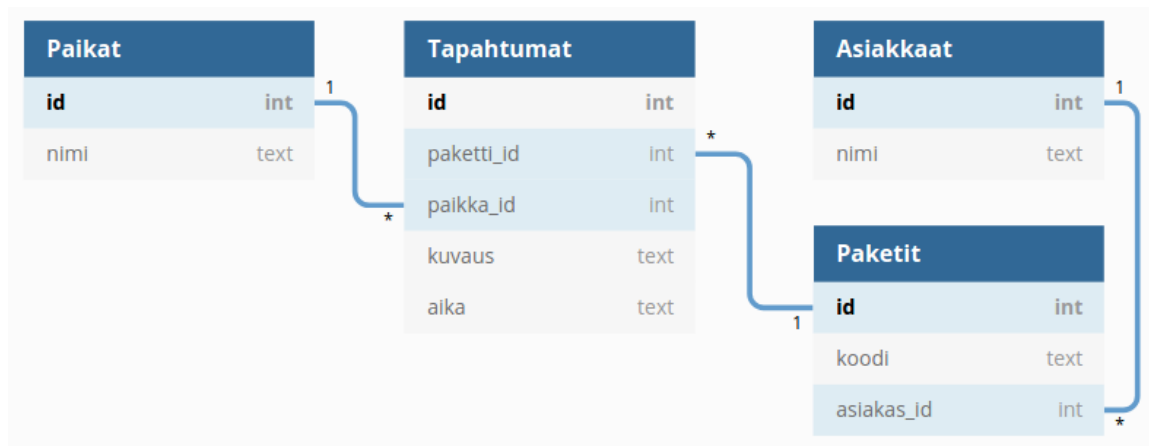 Paikat
id int
nimi text
1
*
Tapahtumat
id int
paketti_id int
paikka_id int
kuvaus text
aika text
*
1
Asiakkaat
id int
nimi text
1
Paketit
id int
koodi text
asiakas_id int
*